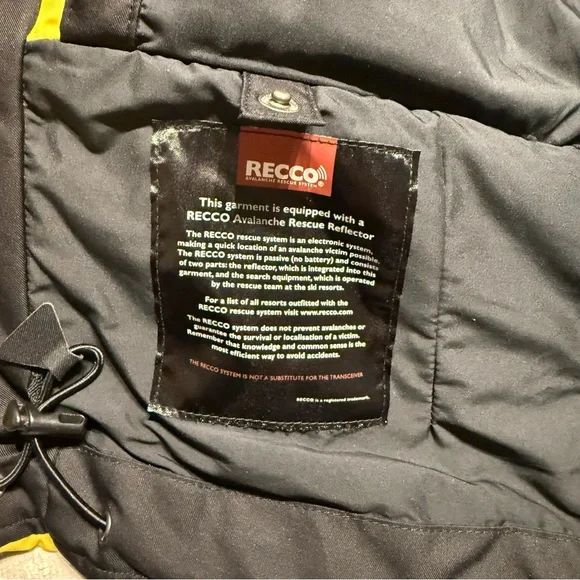 RECCO
AVALANCHE RESCUE SYSTEM
This garment is equipped with a
RECCO Avalanche Rescue Reflector
The RECCO rescue system is an electronic system,
making a quick location of an avalanche victim possible.
The RECCO system is passive (no battery) and consists
of two parts: the reflector, which is integrated into this
garment, and the search equipment, which is operated
by the rescue team at the ski resorts.
For a list of all resorts outfitted with the
RECCO rescue system visit www.recco.com
The RECCO system does not prevent avalanches or
guarantee the survival or localisation of a victim.
Remember that knowledge and common sense is the
most efficient way to avoid accidents.
THE RECCO SYSTEM IS NOT A SUBSTITUTE FOR THE TRANSCEIVER
RECCO is a registered trademark.